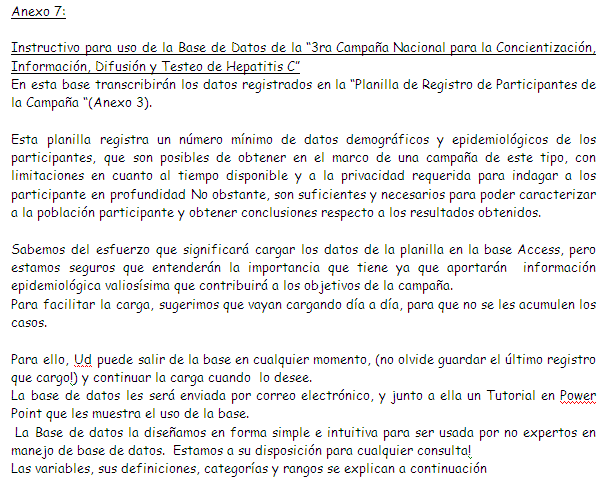 Anexo 7:
Instructivo para uso de la Base de Datos de la "3ra Campaña Nacional para la Concientización,
Información, Difusión y Testeo de Hepatitis C"
En esta base transcribirán los datos registrados en la "Planilla de Registro de Participantes de
la Campaña "(Anexo 3).
Esta planilla registra un número mínimo de datos demográficos y epidemiológicos de los
participantes, que son posibles de obtener en el marco de una campaña de este tipo, con
limitaciones en cuanto al tiempo disponible y a la privacidad requerida para indagar a los
participante en profundidad No obstante, son suficientes y necesarios para poder caracterizar
a la población participante y obtener conclusiones respecto a los resultados obtenidos.
Sabemos del esfuerzo que significará cargar los datos de la planilla en la base Access, pero
estamos seguros que entenderán la importancia que tiene ya que aportarán  información
epidemiológica valiosísima que contribuirá a los objetivos de la campaña.
Para facilitar la carga, sugerimos que vayan cargando día a día, para que no se les acumulen los
casos.
Para ello, Ud puede salir de la base en cualquier momento, (no olvide guardar el último registro
que cargo!) y continuar la carga cuando  lo desee.
La base de datos les será enviada por correo electrónico, y junto a ella un Tutorial en Power
Point que les muestra el uso de la base.
La Base de datos la diseñamos en forma simple e intuitiva para ser usada por no expertos en
manejo de base de datos.  Estamos a su disposición para cualquier consulta!
Las variables, sus definiciones, categorías y rangos se explican a continuación